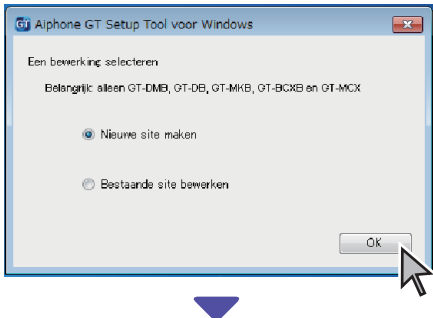 Aiphone GT Setup Tool voor Windows
Een bewerking selecteren
Belangrijk: alleen GT-DMB, GT-DB, GT-MKB, GT-BCXB en GT-MCX
Nieuwe site maken
Bestaande site bewerken
OK